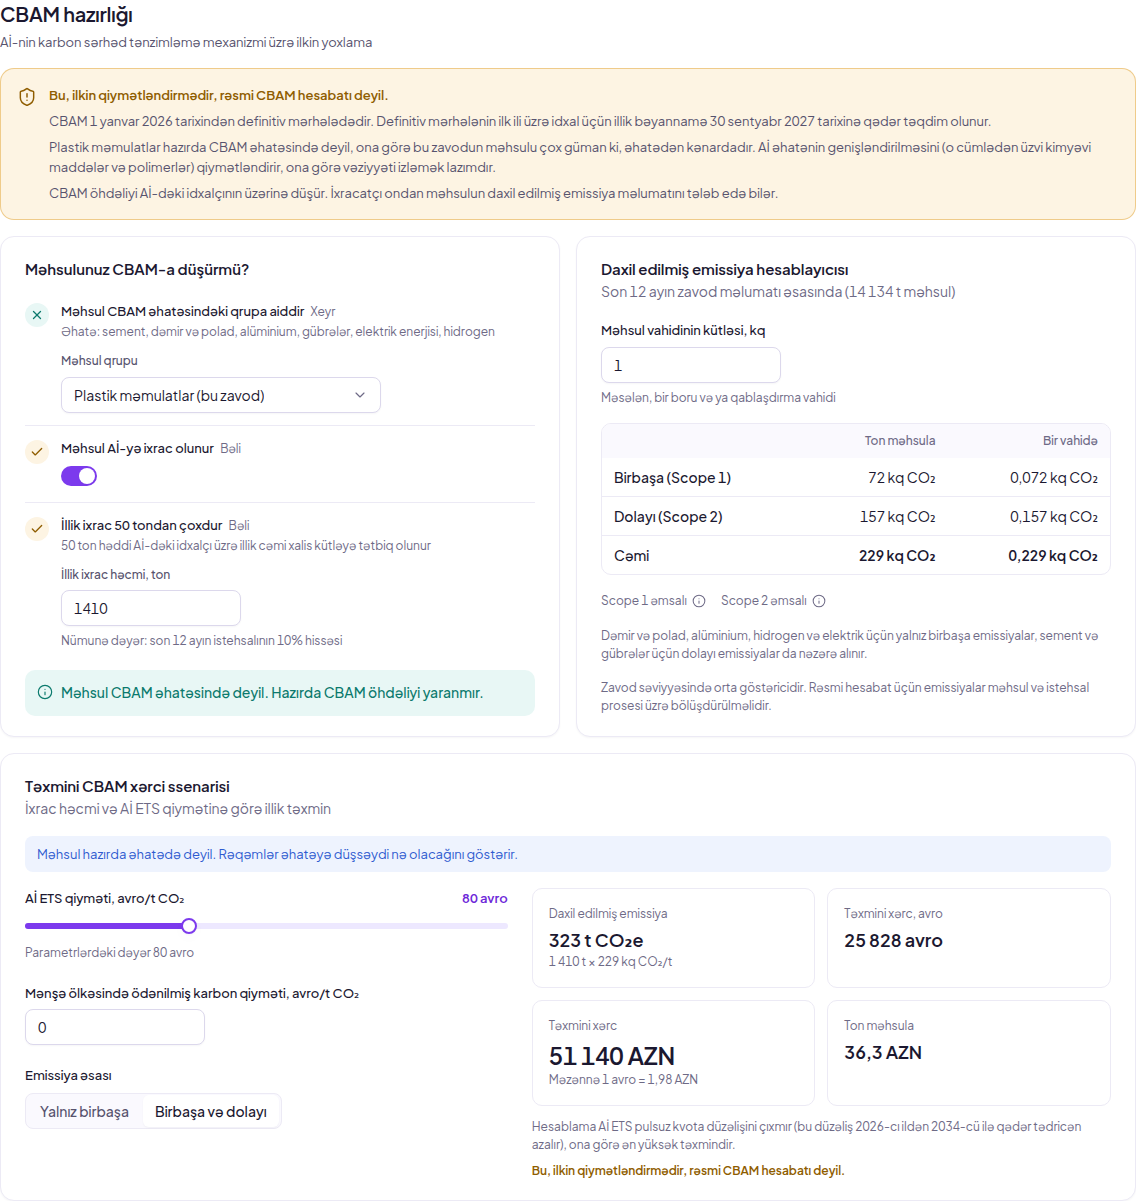 CBAM hazırlığı
Aİ-nin karbon sərhəd tənzimləmə mexanizmi üzrə ilkin yoxlama
Bu, ilkin qiymətləndirmədir, rəsmi CBAM hesabatı deyil.
CBAM 1 yanvar 2026 tarixindən definitiv mərhələdədir. Definitiv mərhələnin ilk ili üzrə idxal üçün illik bəyannamə 30 sentyabr 2027 tarixinə qədər təqdim olunur.
Plastik məmulatlar hazırda CBAM əhatəsində deyil, ona görə bu zavodun məhsulu çox güman ki, əhatədən kənardadır. Aİ əhatənin genişləndirilməsini (o cümlədən üzvi kimyəvi
maddələr və polimerlər) qiymətləndirir, ona görə vəziyyəti izləmək lazımdır.
CBAM öhdəliyi Aİ-dəki idxalçının üzərinə düşür. İxracatçı ondan məhsulun daxil edilmiş emissiya məlumatını tələb edə bilər.
Məhsulunuz CBAM-a düşürmü?
Məhsul CBAM əhatəsindəki qrupa aiddir Xeyr
Əhatə: sement, dəmir və polad, alüminium, gübrələr, elektrik enerjisi, hidrogen
Məhsul qrupu
Plastik məmulatlar (bu zavod)
Məhsul Aİ-yə ixrac olunur Bəli
İllik ixrac 50 tondan çoxdur Bəli
50 ton həddi Aİ-dəki idxalçı üzrə illik cəmi xalis kütləyə tətbiq olunur
İllik ixrac həcmi, ton
1410
Nümunə dəyər: son 12 ayın istehsalının 10% hissəsi
Məhsul CBAM əhatəsində deyil. Hazırda CBAM öhdəliyi yaranmır.
Daxil edilmiş emissiya hesablayıcısı
Son 12 ayın zavod məlumatı əsasında (14 134 t məhsul)
Məhsul vahidinin kütləsi, kq
1
Məsələn, bir boru və ya qablaşdırma vahidi
Ton məhsula Bir vahidə
Birbaşa (Scope 1) 72 kq CO₂ 0,072 kq CO₂
Dolayı (Scope 2) 157 kq CO₂ 0,157 kq CO₂
Cəmi 229 kq CO₂ 0,229 kq CO₂
Scope 1 əmsalı Scope 2 əmsalı
Dəmir və polad, alüminium, hidrogen və elektrik üçün yalnız birbaşa emissiyalar, sement və
gübrələr üçün dolayı emissiyalar da nəzərə alınır.
Zavod səviyyəsində orta göstəricidir. Rəsmi hesabat üçün emissiyalar məhsul və istehsal
prosesi üzrə bölüşdürülməlidir.
Təxmini CBAM xərci ssenarisi
İxrac həcmi və Aİ ETS qiymətinə görə illik təxmin
Məhsul hazırda əhatədə deyil. Rəqəmlər əhatəyə düşsəydi nə olacağını göstərir.
Aİ ETS qiyməti, avro/t CO₂ 80 avro
Parametrlərdəki dəyər 80 avro
Mənşə ölkəsində ödənilmiş karbon qiyməti, avro/t CO₂
0
Emissiya əsası
Yalnız birbaşa Birbaşa və dolayı
Daxil edilmiş emissiya
323 t CO₂e
1 410 t × 229 kq CO₂/t
Təxmini xərc, avro
25 828 avro
Təxmini xərc
51 140 AZN
Məzənnə 1 avro = 1,98 AZN
Ton məhsula
36,3 AZN
Hesablama Aİ ETS pulsuz kvota düzəlişini çıxmır (bu düzəliş 2026-cı ildən 2034-cü ilə qədər tədricən
azalır), ona görə ən yüksək təxmindir.
Bu, ilkin qiymətləndirmədir, rəsmi CBAM hesabatı deyil.